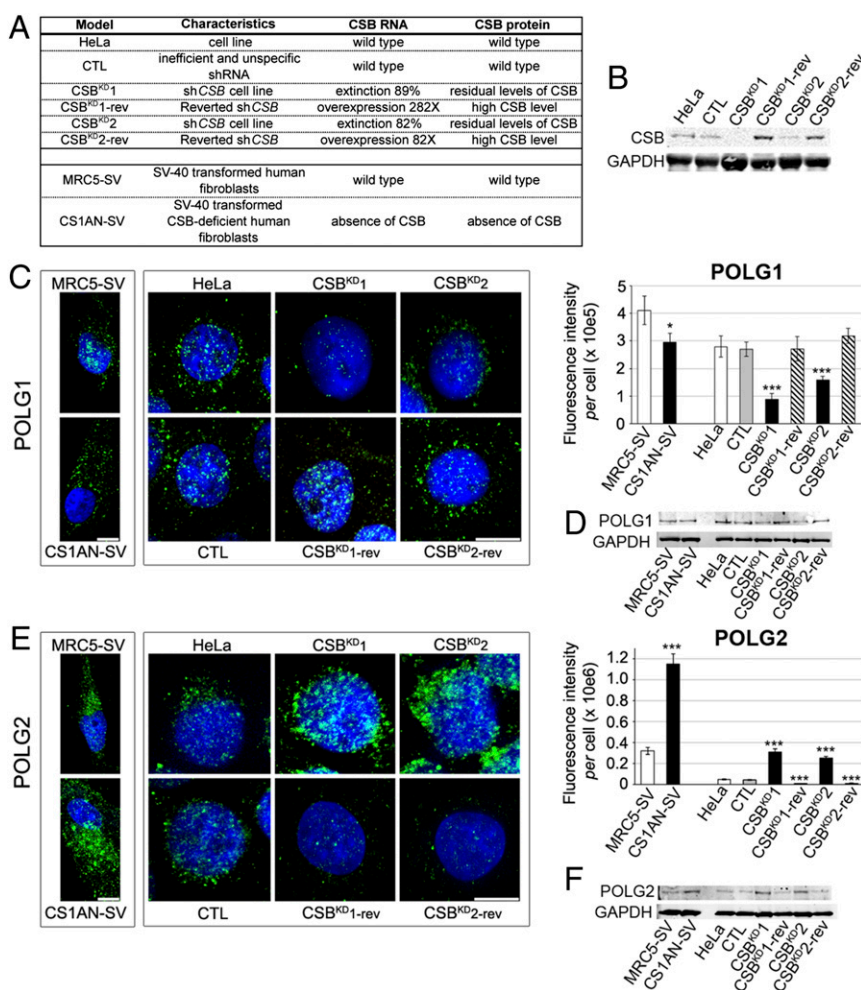 A
Model Characteristics CSB RNA CSB protein
HeLa cell line wild type wild type
CTL inefficient and unspecific shRNA wild type wild type
CSBKD1 shCSB cell line extinction 89% residual levels of CSB
CSBKD1-rev Reverted shCSB overexpression 282X high CSB level
CSBKD2 shCSB cell line extinction 82% residual levels of CSB
CSBKD2-rev Reverted shCSB overexpression 82X high CSB level
MRC5-SV SV-40 transformed human fibroblasts wild type wild type
CS1AN-SV SV-40 transformed CSB-deficient human fibroblasts absence of CSB absence of CSB
B
HeLa CTL CSBKD1 CSBKD1-rev CSBKD2 CSBKD2-rev
CSB
GAPDH
C
POLG1
MRC5-SV
CS1AN-SV
HeLa CSBKD1 CSBKD2
CTL CSBKD1-rev CSBKD2-rev
POLG1
Fluorescence intensity
per cell (x 10e5)
5
4
3
2
1
0
* *** ***
MRC5-SV CS1AN-SV HeLa CTL CSBKD1 CSBKD1-rev CSBKD2 CSBKD2-rev
D
POLG1
GAPDH
MRC5-SV CS1AN-SV HeLa CTL CSBKD1 CSBKD1-rev CSBKD2 CSBKD2-rev
E
POLG2
MRC5-SV
CS1AN-SV
HeLa CSBKD1 CSBKD2
CTL CSBKD1-rev CSBKD2-rev
POLG2
Fluorescence intensity
per cell (x 10e6)
1.2
1.0
0.8
0.6
0.4
0.2
0
*** *** *** *** ***
MRC5-SV CS1AN-SV HeLa CTL CSBKD1 CSBKD1-rev CSBKD2 CSBKD2-rev
F
POLG2
GAPDH
MRC5-SV CS1AN-SV HeLa CTL CSBKD1 CSBKD1-rev CSBKD2 CSBKD2-rev